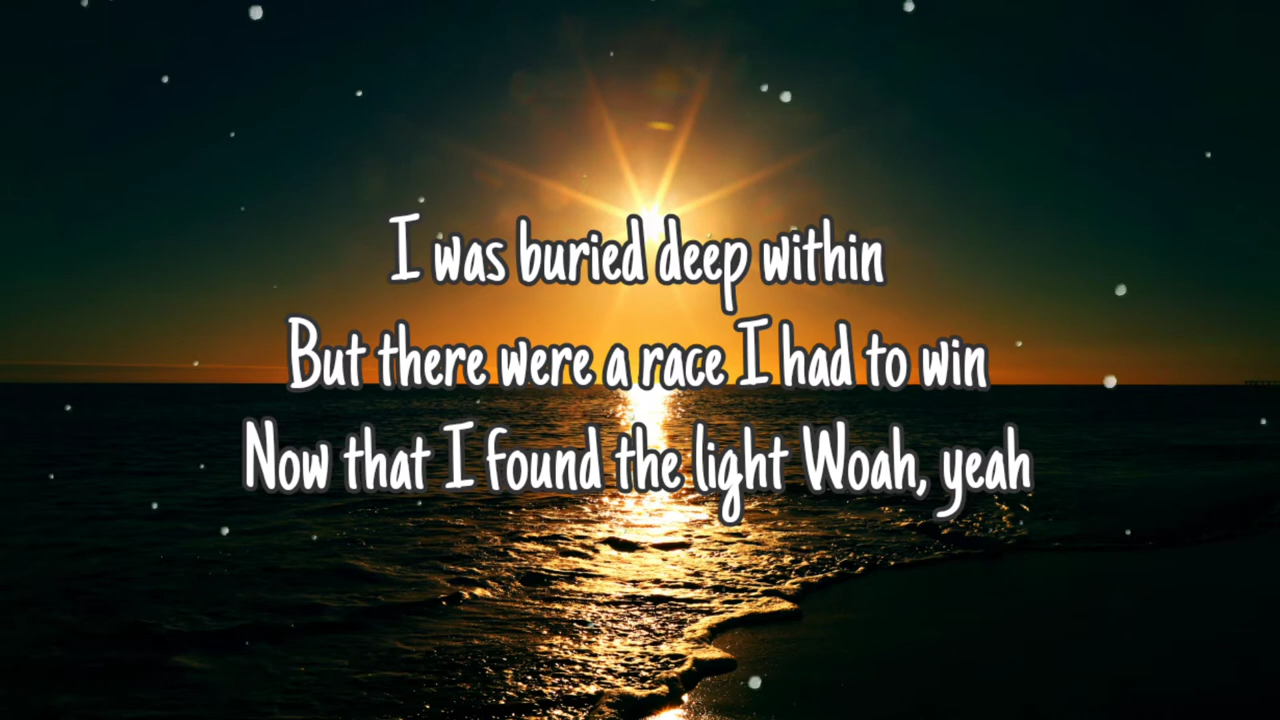 I was buried deep within
But there were a race I had to win
Now that I found the light Woah, yeah